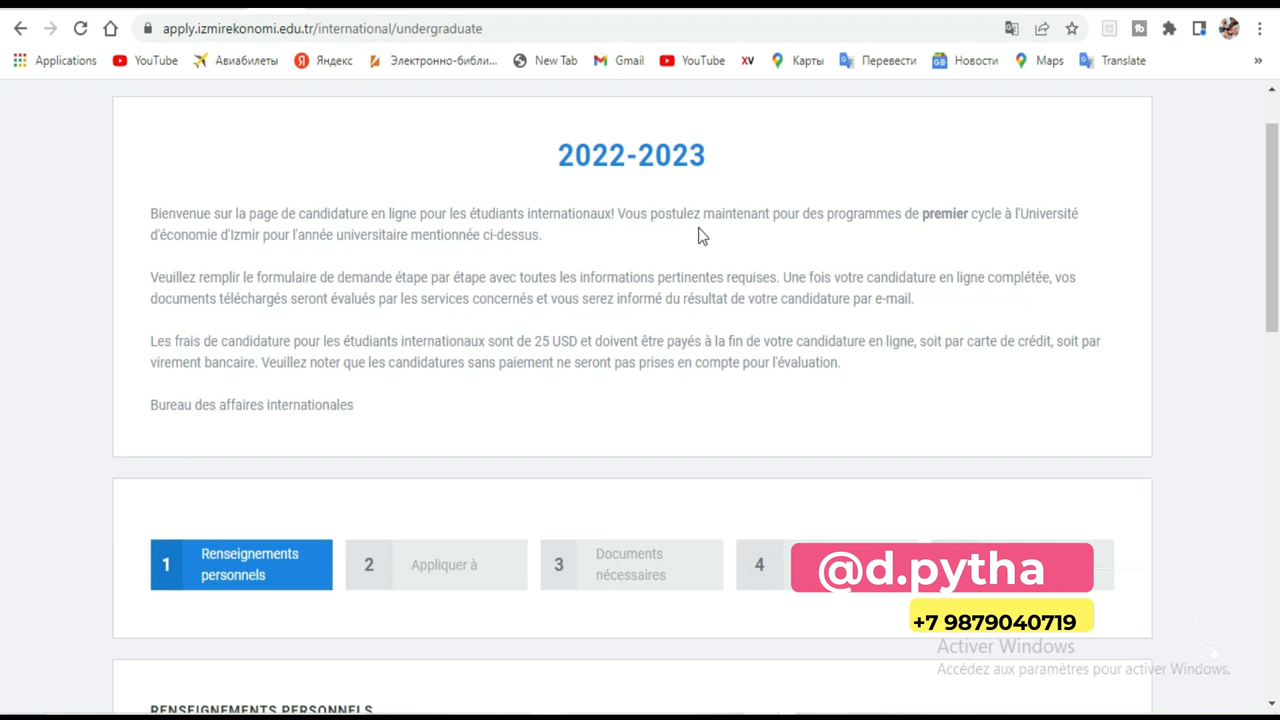 apply.izmirekonomi.edu.tr/international/undergraduate
Applications YouTube Авиабилеты Яндекс Электронно-библи... New Tab Gmail YouTube XV Карты Перевести Новости Maps Translate »
2022-2023
Bienvenue sur la page de candidature en ligne pour les étudiants internationaux! Vous postulez maintenant pour des programmes de premier cycle à l'Université
d'économie d'Izmir pour l'année universitaire mentionnée ci-dessus.
Veuillez remplir le formulaire de demande étape par étape avec toutes les informations pertinentes requises. Une fois votre candidature en ligne complétée, vos
documents téléchargés seront évalués par les services concernés et vous serez informé du résultat de votre candidature par e-mail.
Les frais de candidature pour les étudiants internationaux sont de 25 USD et doivent être payés à la fin de votre candidature en ligne, soit par carte de crédit, soit par
virement bancaire. Veuillez noter que les candidatures sans paiement ne seront pas prises en compte pour l'évaluation.
Bureau des affaires internationales
1 Renseignements
personnels
2 Appliquer à
3 Documents
nécessaires
4
@d.pytha
+7 9879040719
Activer Windows
Accédez aux paramètres pour activer Windows.
RENSEIGNEMENTS PERSONNELS